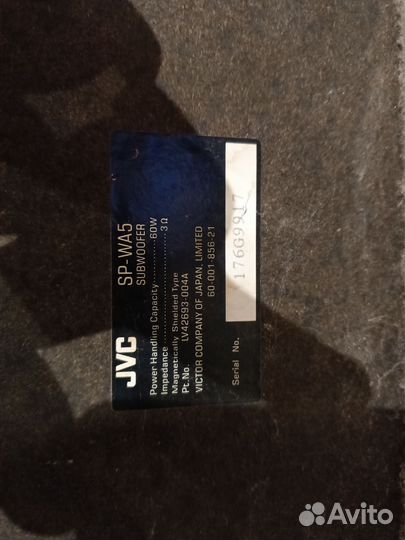 JVC
SP-WA5
SUBWOOFER
Power Handling Capacity............60W
Impedance.............................3Ω
Magnetically Shielded Type
Pt. No. LV42693-004A
VICTOR COMPANY OF JAPAN, LIMITED
60-001-856-21
Serial No. 176G9917
Avito